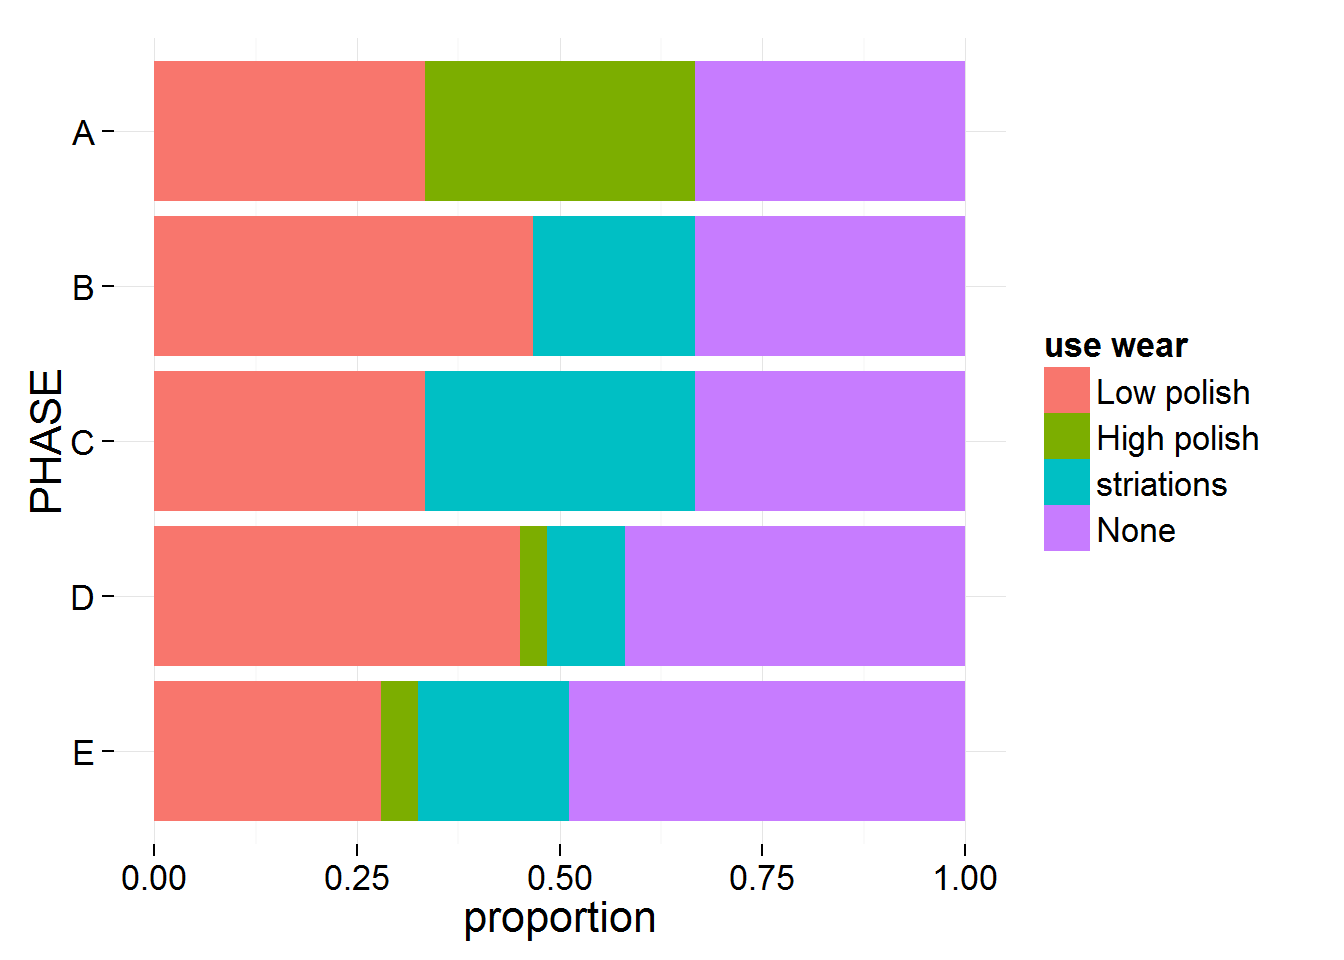 A
B
C
D
E
PHASE
0.00 0.25 0.50 0.75 1.00
proportion
use wear
Low polish
High polish
striations
None